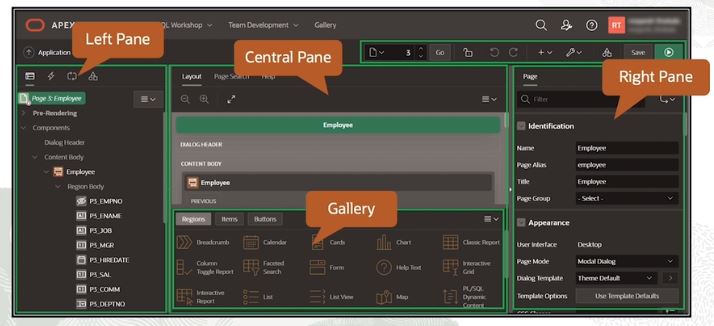 APEX
SQL Workshop
Team Development
Gallery
RT
Application
Left Pane
Central Pane
Right Pane
Gallery
3
Go
Save
Page 3: Employee
Pre-Rendering
Components
Dialog Header
Content Body
Employee
Region Body
P3_EMPNO
P3_ENAME
P3_JOB
P3_MGR
P3_HIREDATE
P3_SAL
P3_COMM
P3_DEPTNO
Layout
Page Search
Help
Employee
DIALOG HEADER
CONTENT BODY
Employee
PREVIOUS
Regions
Items
Buttons
Breadcrumb
Calendar
Cards
Chart
Classic Report
Column
Toggle Report
Faceted
Search
Form
Help Text
Interactive
Grid
Interactive
Report
List
List View
Map
PL/SQL
Dynamic
Content
Page
Filter
Identification
Name
Employee
Page Alias
employee
Title
Employee
Page Group
- Select -
Appearance
User Interface
Desktop
Page Mode
Modal Dialog
Dialog Template
Theme Default
Template Options
Use Template Defaults